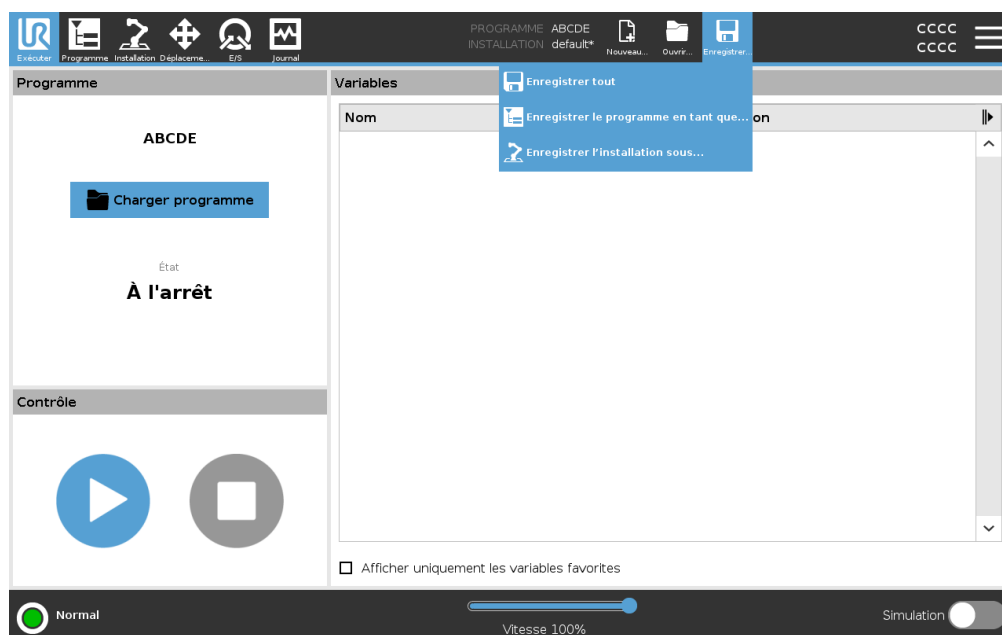 UR
Exécuter Programme Installation Déplaceme... E/S Journal
PROGRAMME ABCDE
INSTALLATION default*
Nouveau... Ouvrir... Enregistrer...
CCCC
CCCC
Programme
Variables
Enregistrer tout
Enregistrer le programme en tant que...
Enregistrer l'installation sous...
Nom
on
ABCDE
Charger programme
État
À l'arrêt
Contrôle
Afficher uniquement les variables favorites
Normal
Vitesse 100%
Simulation